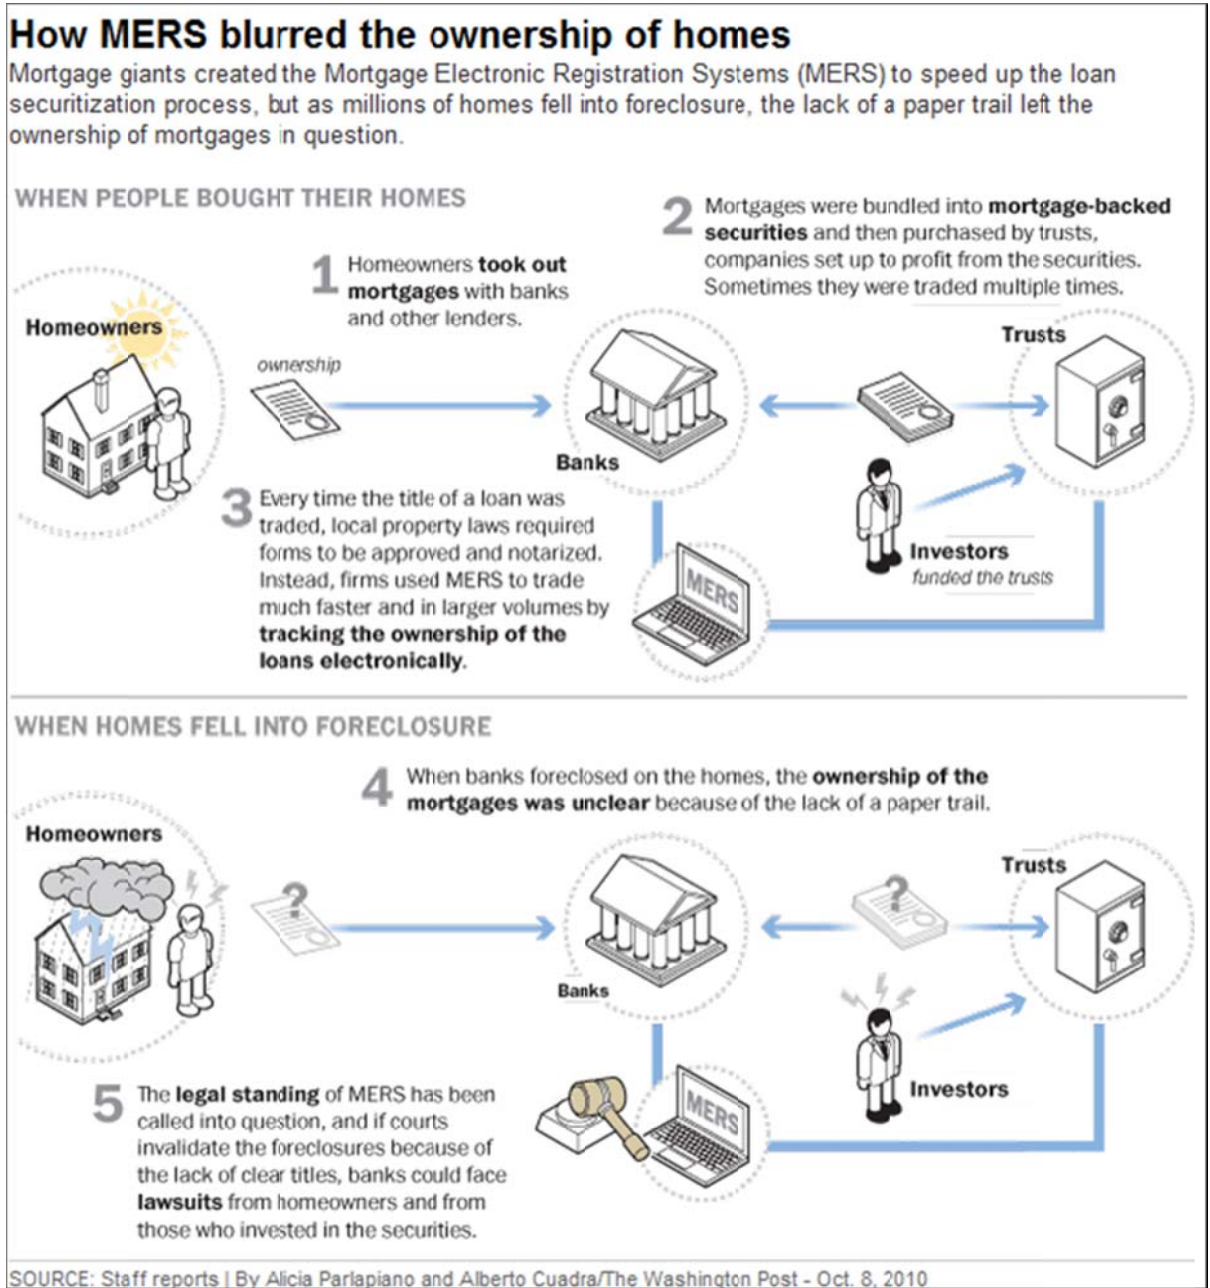 How MERS blurred the ownership of homes
Mortgage giants created the Mortgage Electronic Registration Systems (MERS) to speed up the loan
securitization process, but as millions of homes fell into foreclosure, the lack of a paper trail left the
ownership of mortgages in question.
WHEN PEOPLE BOUGHT THEIR HOMES
1 Homeowners took out
mortgages with banks
and other lenders.
2 Mortgages were bundled into mortgage-backed
securities and then purchased by trusts,
companies set up to profit from the securities.
Sometimes they were traded multiple times.
Homeowners
ownership
Banks
Trusts
Investors
funded the trusts
3 Every time the title of a loan was
traded, local property laws required
forms to be approved and notarized.
Instead, firms used MERS to trade
much faster and in larger volumes by
tracking the ownership of the
loans electronically.
MERS
WHEN HOMES FELL INTO FORECLOSURE
4 When banks foreclosed on the homes, the ownership of the
mortgages was unclear because of the lack of a paper trail.
Homeowners
?
Banks
?
Trusts
Investors
5 The legal standing of MERS has been
called into question, and if courts
invalidate the foreclosures because of
the lack of clear titles, banks could face
lawsuits from homeowners and from
those who invested in the securities.
MERS
SOURCE: Staff reports | By Alicia Parlapiano and Alberto Cuadra/The Washington Post - Oct. 8, 2010